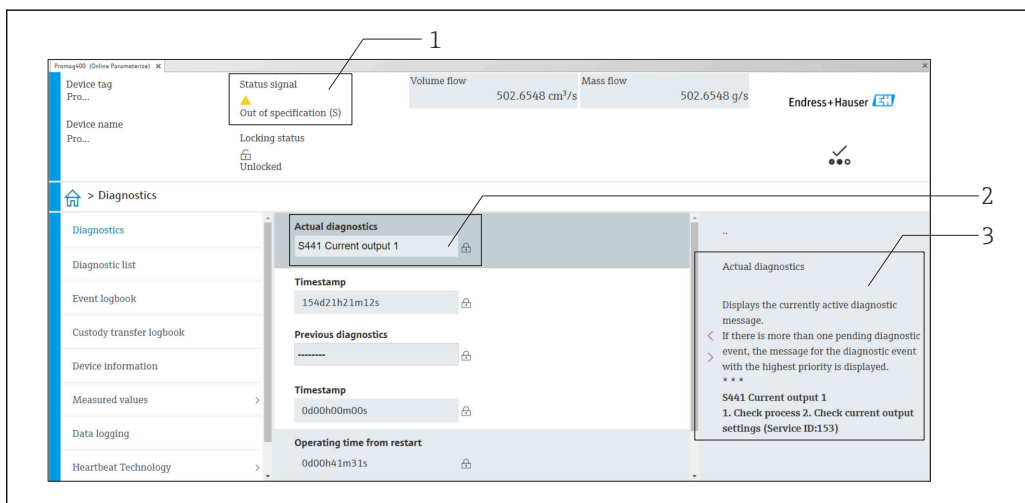 1
Promag400 (Online Parameterize) X
Device tag
Pro...
Device name
Pro...
Status signal
Out of specification (S)
Locking status
Unlocked
Volume flow
502.6548 cm³/s
Mass flow
502.6548 g/s
Endress+Hauser EH
> Diagnostics
2
3
Diagnostics
Diagnostic list
Event logbook
Custody transfer logbook
Device information
Measured values >
Data logging
Heartbeat Technology >
Actual diagnostics
S441 Current output 1
Timestamp
154d21h21m12s
Previous diagnostics
--------
Timestamp
0d00h00m00s
Operating time from restart
0d00h41m31s
..
Actual diagnostics
Displays the currently active diagnostic
message.
If there is more than one pending diagnostic
event, the message for the diagnostic event
with the highest priority is displayed.
* * *
S441 Current output 1
1. Check process 2. Check current output
settings (Service ID:153)